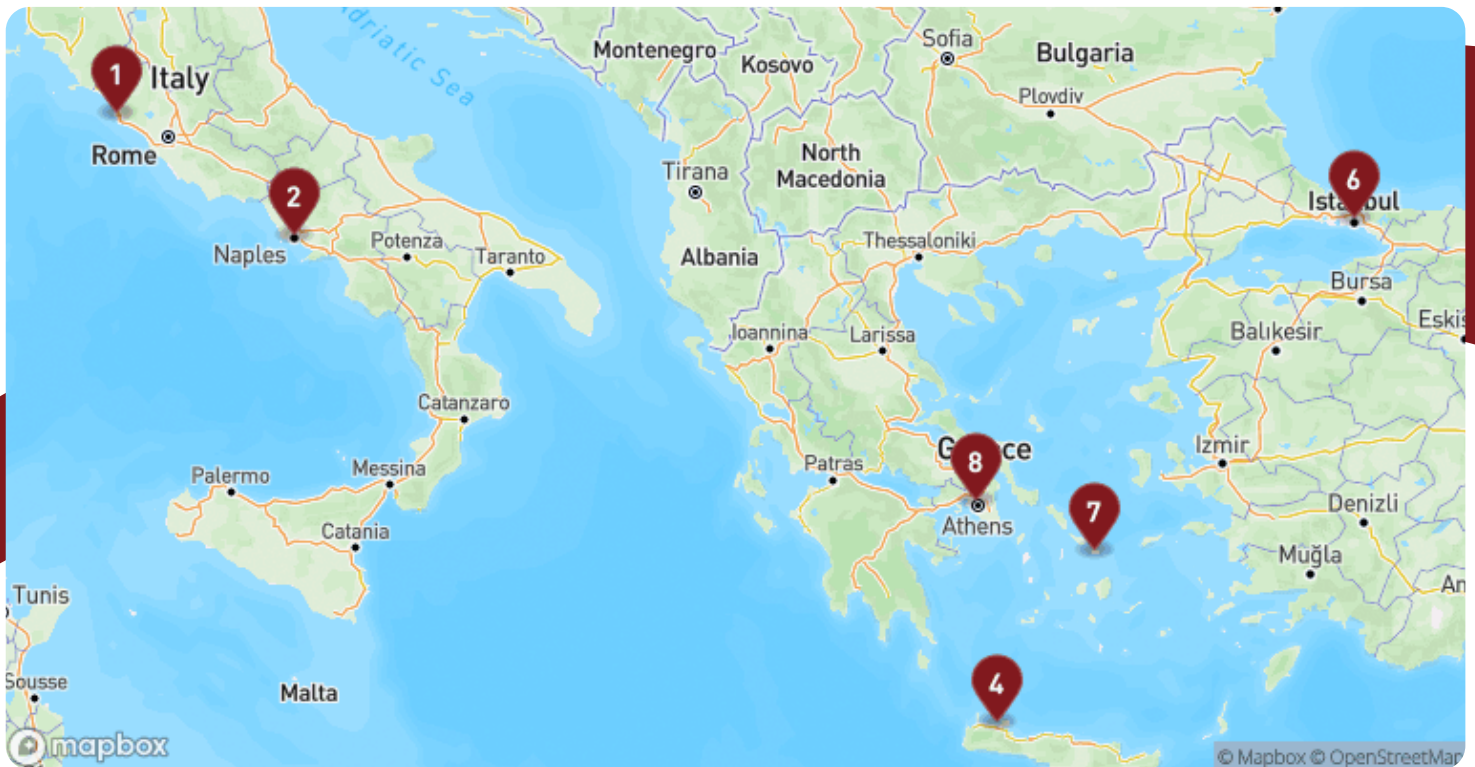 Adriatic Sea
Montenegro
Kosovo
Sofia
Bulgaria
1
Italy
Plovdiv
Rome
North
Macedonia
Tirana
2
6
Istanbul
Naples
Potenza
Taranto
Albania
Thessaloniki
Bursa
Ioannina
Larissa
Balıkesir
Eskiş
Catanzaro
Greece
Izmir
Palermo
Messina
Patras
8
7
Denizli
Catania
Athens
Muğla
An
Tunis
Sousse
Malta
4
mapbox
© Mapbox © OpenStreetMap